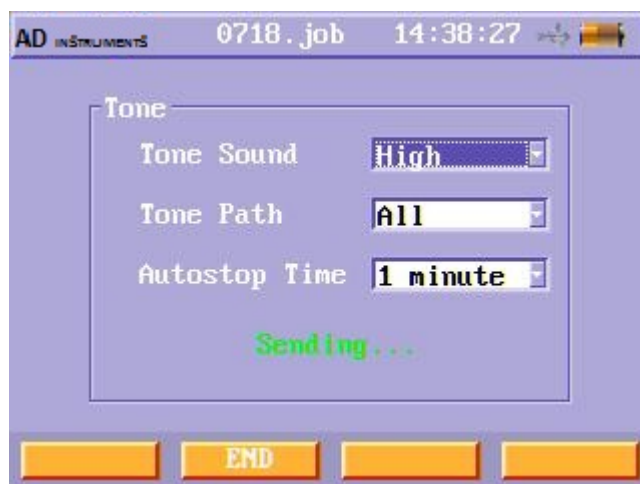 AD INSTRUMENTS 0718.job 14:38:27
Tone
Tone Sound High
Tone Path All
Autostop Time 1 minute
Sending...
END